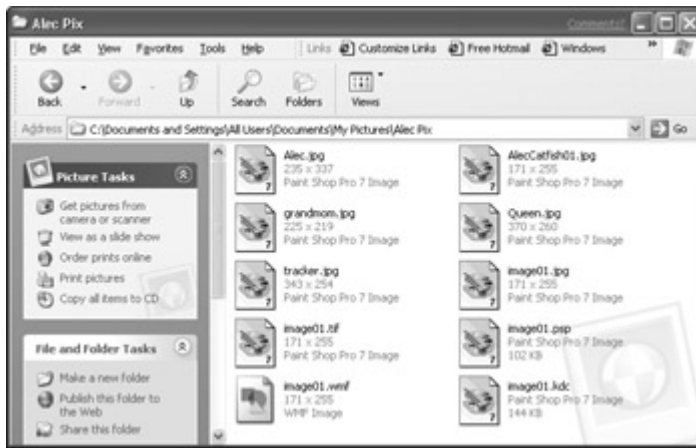 Alec Pix
Comments?
File Edit View Favorites Tools Help Links Customize Links Free Hotmail Windows »
Back Forward Up Search Folders Views
Address C:\Documents and Settings\All Users\Documents\My Pictures\Alec Pix Go
Picture Tasks
Get pictures from
camera or scanner
View as a slide show
Order prints online
Print pictures
Copy all items to CD
File and Folder Tasks
Make a new folder
Publish this folder to
the Web
Share this folder
Alec.jpg
235 x 337
Paint Shop Pro 7 Image
AlecCatfish01.jpg
171 x 255
Paint Shop Pro 7 Image
grandmom.jpg
225 x 219
Paint Shop Pro 7 Image
Queen.jpg
370 x 260
Paint Shop Pro 7 Image
tracker.jpg
343 x 254
Paint Shop Pro 7 Image
image01.jpg
171 x 255
Paint Shop Pro 7 Image
image01.tif
171 x 255
Paint Shop Pro 7 Image
image01.psp
Paint Shop Pro 7 Image
102 KB
image01.wmf
171 x 255
WMF Image
image01.kdc
Paint Shop Pro 7 Image
144 KB